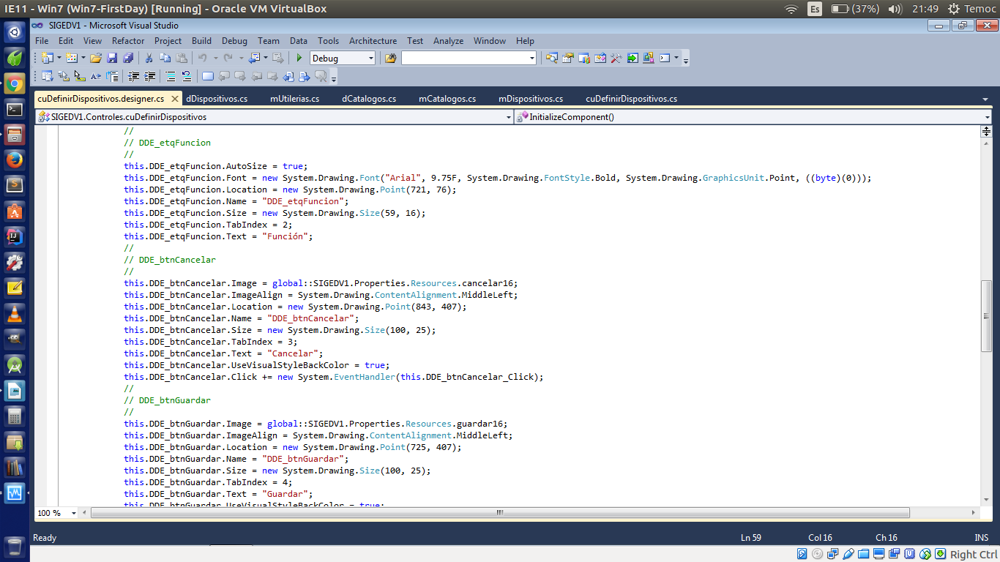 IE11 - Win7 (Win7-FirstDay) [Running] - Oracle VM VirtualBox
Es (37%) 21:49 Temoc
SIGEDV1 - Microsoft Visual Studio
File Edit View Refactor Project Build Debug Team Data Tools Architecture Test Analyze Window Help
Debug
cuDefinirDispositivos.designer.cs dDispositivos.cs mUtilerias.cs dCatalogos.cs mCatalogos.cs mDispositivos.cs cuDefinirDispositivos.cs
SIGEDV1.Controles.cuDefinirDispositivos InitializeComponent()
//
// DDE_etqFuncion
//
this.DDE_etqFuncion.AutoSize = true;
this.DDE_etqFuncion.Font = new System.Drawing.Font("Arial", 9.75F, System.Drawing.FontStyle.Bold, System.Drawing.GraphicsUnit.Point, ((byte)(0)));
this.DDE_etqFuncion.Location = new System.Drawing.Point(721, 76);
this.DDE_etqFuncion.Name = "DDE_etqFuncion";
this.DDE_etqFuncion.Size = new System.Drawing.Size(59, 16);
this.DDE_etqFuncion.TabIndex = 2;
this.DDE_etqFuncion.Text = "Función";
//
// DDE_btnCancelar
//
this.DDE_btnCancelar.Image = global::SIGEDV1.Properties.Resources.cancelar16;
this.DDE_btnCancelar.ImageAlign = System.Drawing.ContentAlignment.MiddleLeft;
this.DDE_btnCancelar.Location = new System.Drawing.Point(843, 407);
this.DDE_btnCancelar.Name = "DDE_btnCancelar";
this.DDE_btnCancelar.Size = new System.Drawing.Size(100, 25);
this.DDE_btnCancelar.TabIndex = 3;
this.DDE_btnCancelar.Text = "Cancelar";
this.DDE_btnCancelar.UseVisualStyleBackColor = true;
this.DDE_btnCancelar.Click += new System.EventHandler(this.DDE_btnCancelar_Click);
//
// DDE_btnGuardar
//
this.DDE_btnGuardar.Image = global::SIGEDV1.Properties.Resources.guardar16;
this.DDE_btnGuardar.ImageAlign = System.Drawing.ContentAlignment.MiddleLeft;
this.DDE_btnGuardar.Location = new System.Drawing.Point(725, 407);
this.DDE_btnGuardar.Name = "DDE_btnGuardar";
this.DDE_btnGuardar.Size = new System.Drawing.Size(100, 25);
this.DDE_btnGuardar.TabIndex = 4;
this.DDE_btnGuardar.Text = "Guardar";
this.DDE_btnGuardar.UseVisualStyleBackColor = true;
100 %
Ready Ln 59 Col 16 Ch 16 INS
Right Ctrl